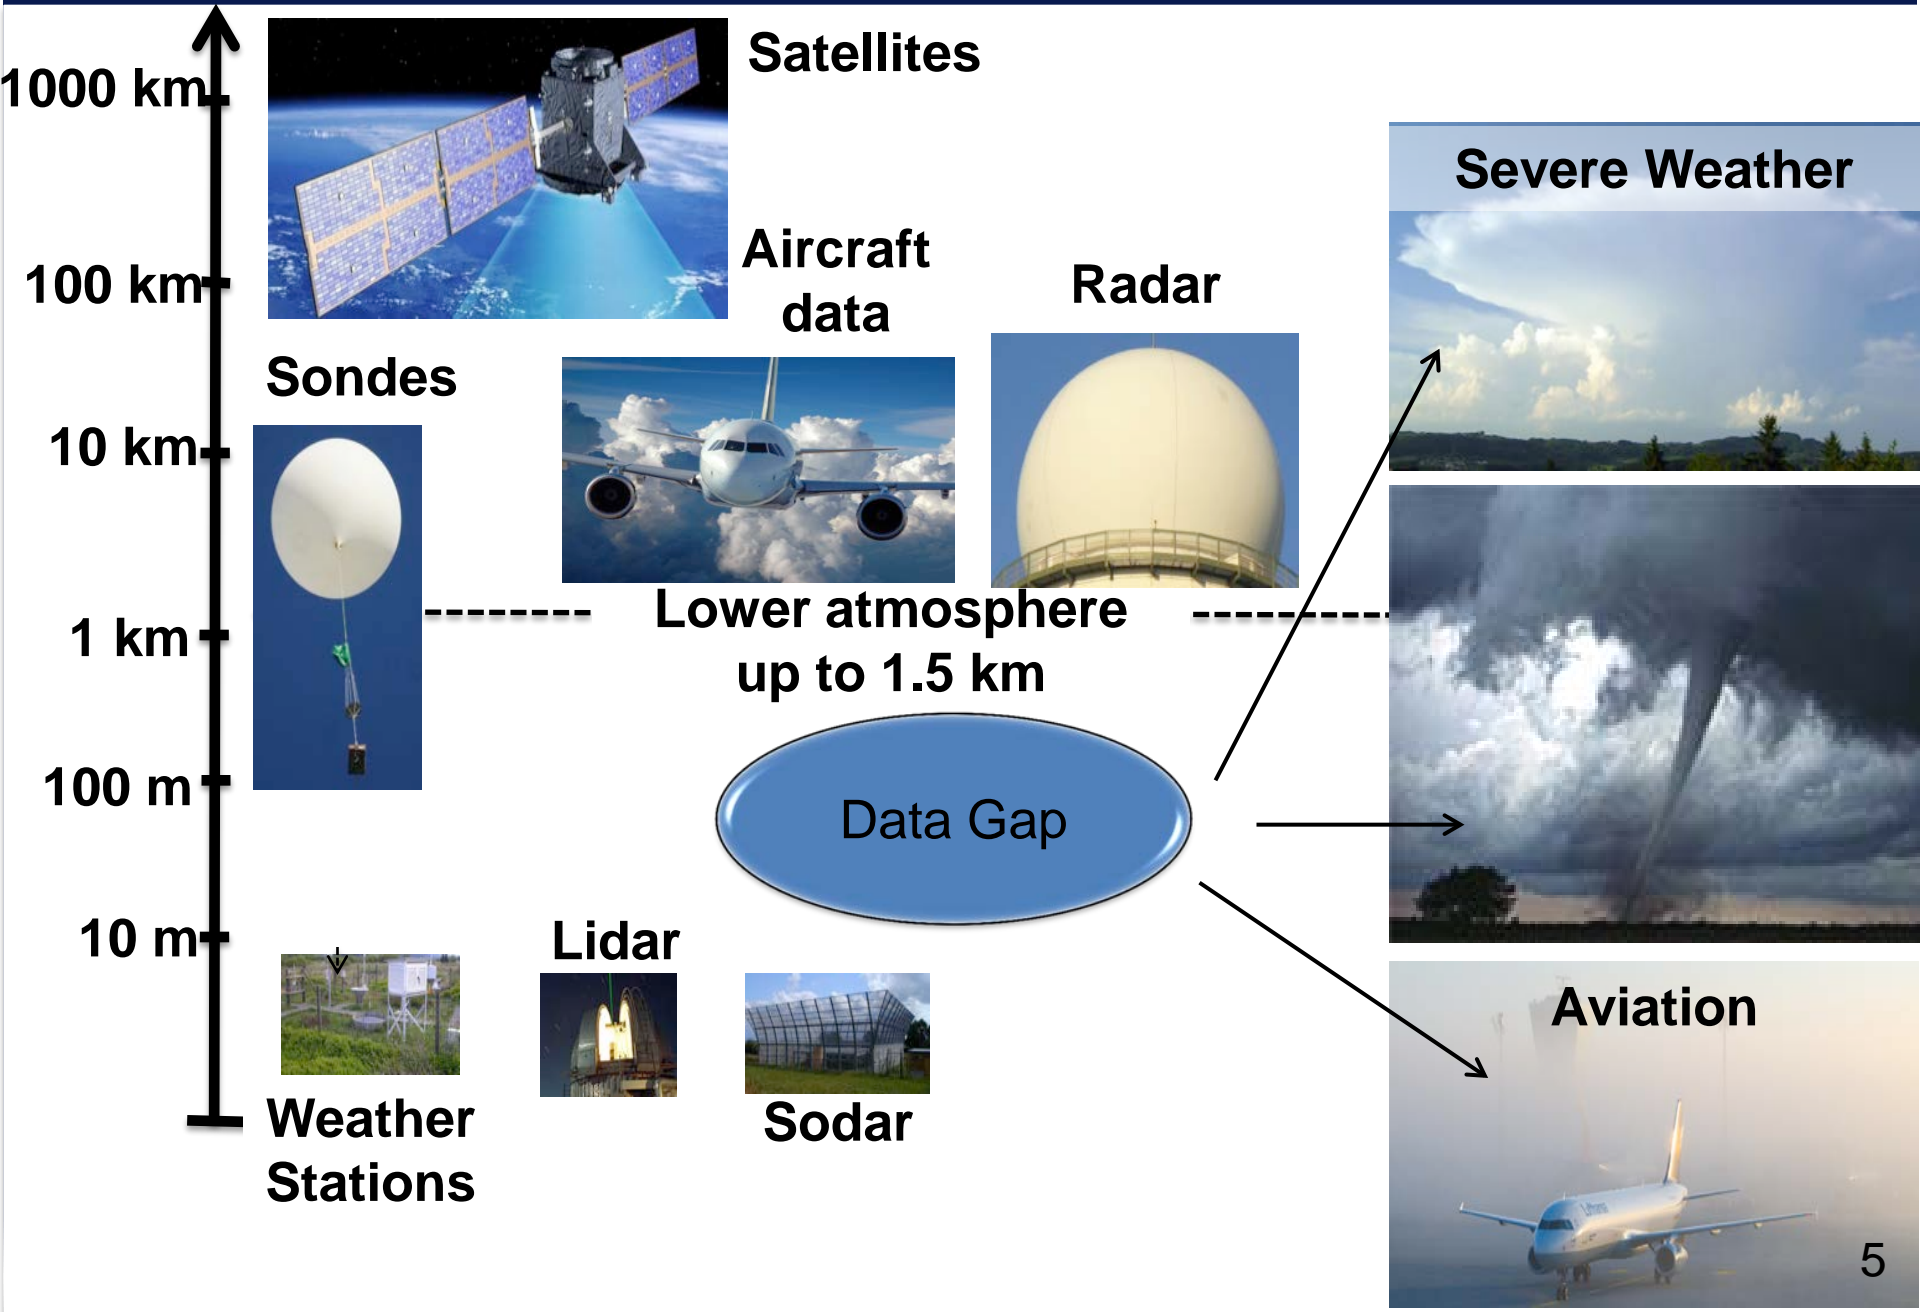 1000 km
100 km
10 km
1 km
100 m
10 m
Satellites
Aircraft
data
Radar
Sondes
Lower atmosphere
up to 1.5 km
Data Gap
Lidar
Sodar
Weather
Stations
Severe Weather
Aviation
Lufthansa
5